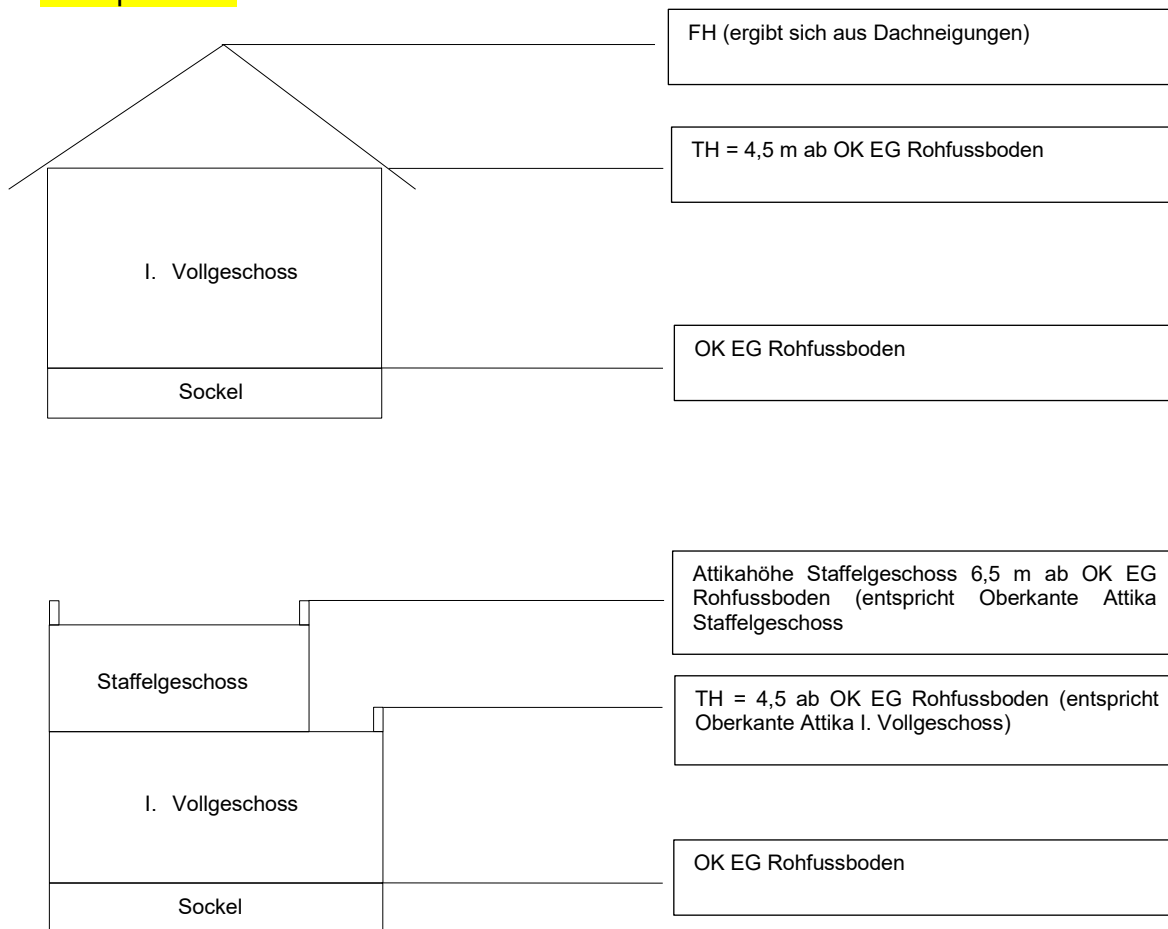 FH (ergibt sich aus Dachneigungen)
TH = 4,5 m ab OK EG Rohfussboden
I. Vollgeschoss
OK EG Rohfussboden
Sockel
Attikahöhe Staffelgeschoss 6,5 m ab OK EG
Rohfussboden (entspricht Oberkante Attika
Staffelgeschoss
Staffelgeschoss
TH = 4,5 ab OK EG Rohfussboden (entspricht
Oberkante Attika I. Vollgeschoss)
I. Vollgeschoss
OK EG Rohfussboden
Sockel